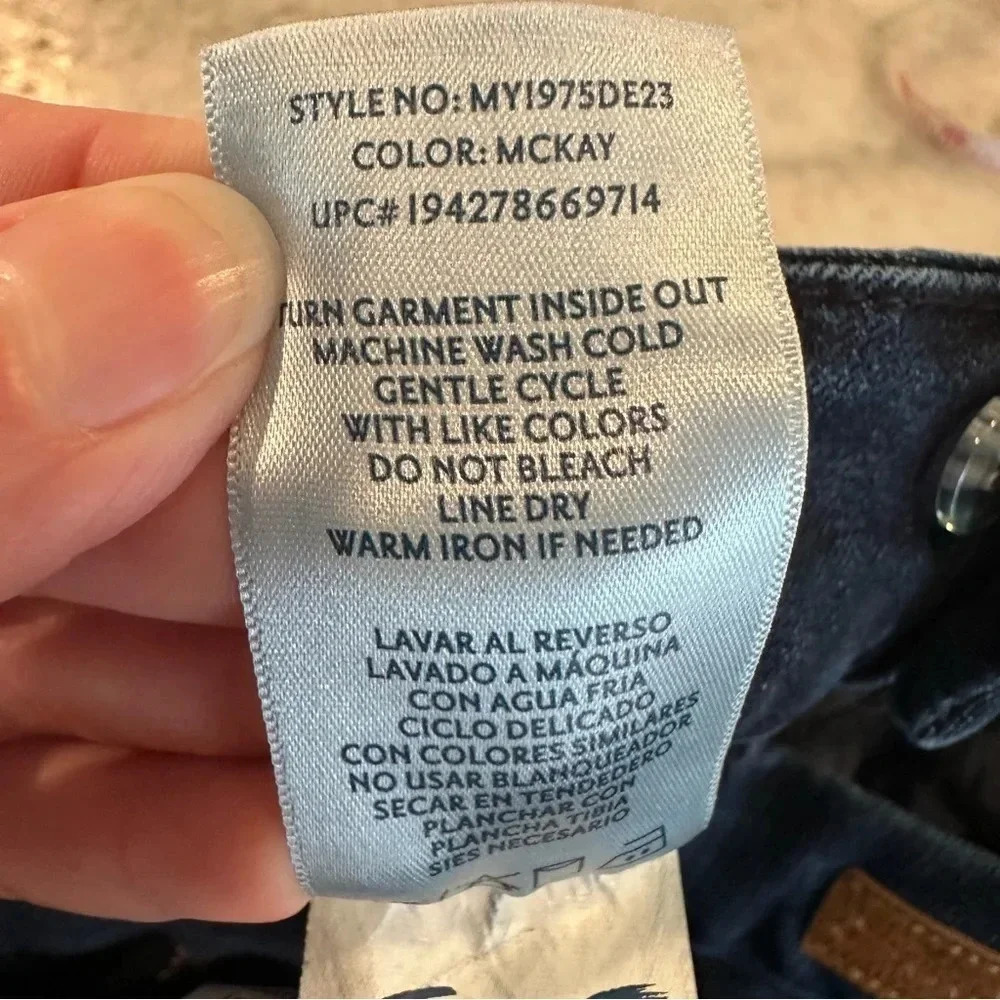 STYLE NO: MY1975DE23
COLOR: MCKAY
UPC# 194278669714
TURN GARMENT INSIDE OUT
MACHINE WASH COLD
GENTLE CYCLE
WITH LIKE COLORS
DO NOT BLEACH
LINE DRY
WARM IRON IF NEEDED
LAVAR AL REVERSO
LAVADO A MÁQUINA
CON AGUA FRIA
CICLO DELICADO
CON COLORES SIMILARES
NO USAR BLANQUEADOR
SECAR EN TENDEDERO
PLANCHAR CON
PLANCHA TIBIA
SIES NECESARIO